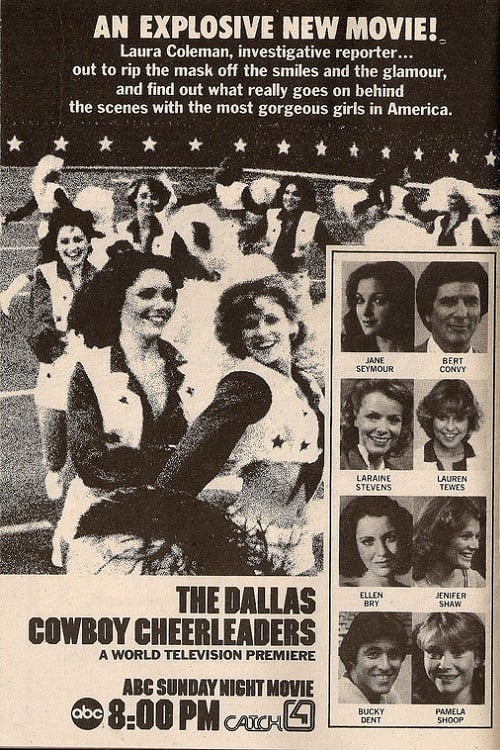 AN EXPLOSIVE NEW MOVIE!
Laura Coleman, investigative reporter...
out to rip the mask off the smiles and the glamour,
and find out what really goes on behind
the scenes with the most gorgeous girls in America.
JANE
SEYMOUR
BERT
CONVY
LARAINE
STEVENS
LAUREN
TEWES
ELLEN
BRY
JENIFER
SHAW
BUCKY
DENT
PAMELA
SHOOP
THE DALLAS
COWBOY CHEERLEADERS
A WORLD TELEVISION PREMIERE
ABC SUNDAY NIGHT MOVIE
abc 8:00 PM CATCH 4